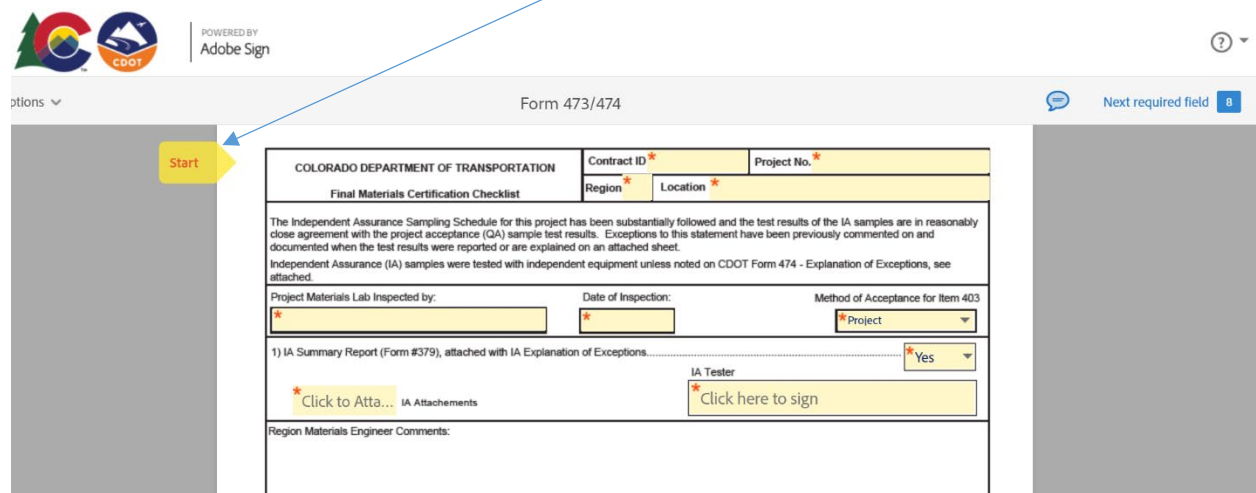 CDOT
POWERED BY
Adobe Sign
ptions
Form 473/474
Next required field 8
Start
COLORADO DEPARTMENT OF TRANSPORTATION
Final Materials Certification Checklist
Contract ID *
Project No. *
Region *
Location *
The Independent Assurance Sampling Schedule for this project has been substantially followed and the test results of the IA samples are in reasonably
close agreement with the project acceptance (QA) sample test results. Exceptions to this statement have been previously commented on and
documented when the test results were reported or are explained on an attached sheet.
Independent Assurance (IA) samples were tested with independent equipment unless noted on CDOT Form 474 - Explanation of Exceptions, see
attached.
Project Materials Lab Inspected by:
Date of Inspection:
Method of Acceptance for Item 403
*
*
* Project
1) IA Summary Report (Form #379), attached with IA Explanation of Exceptions
* Yes
IA Tester
* Click to Atta... IA Attachements
* Click here to sign
Region Materials Engineer Comments: